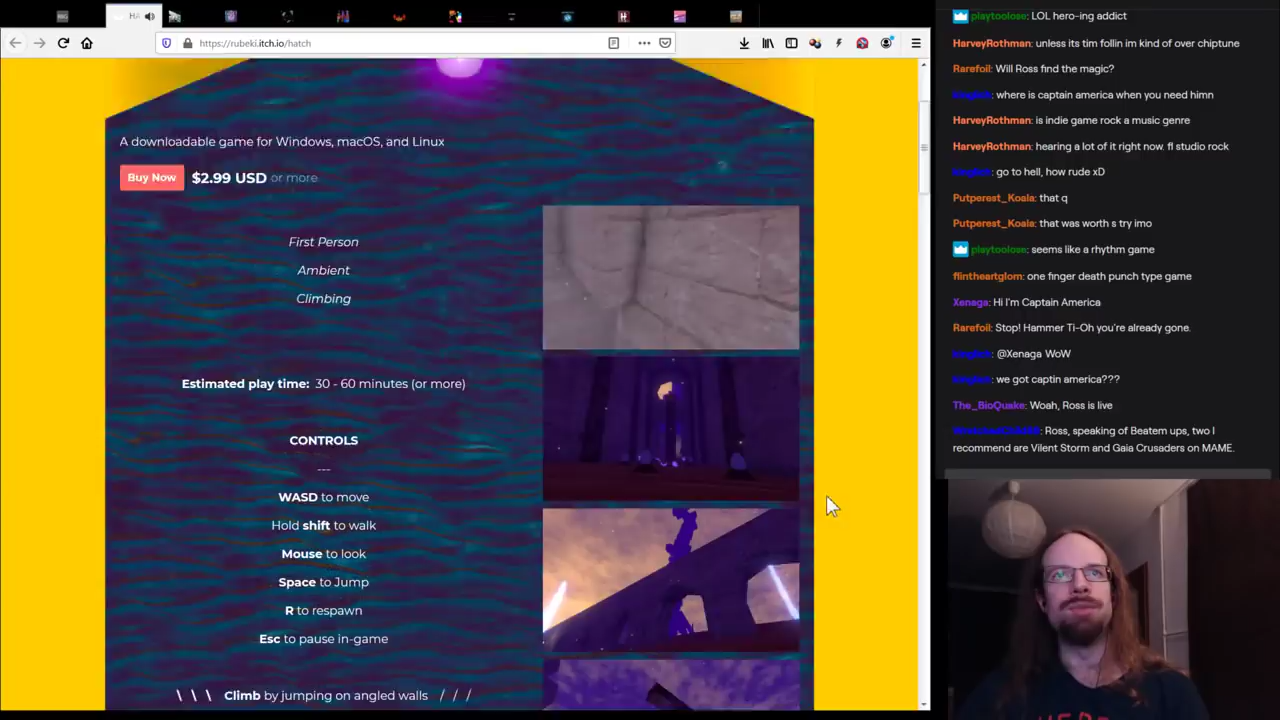 HA
https://rubeki.itch.io/hatch
A downloadable game for Windows, macOS, and Linux
Buy Now $2.99 USD or more
First Person
Ambient
Climbing
Estimated play time: 30 - 60 minutes (or more)
CONTROLS
---
WASD to move
Hold shift to walk
Mouse to look
Space to Jump
R to respawn
Esc to pause in-game
\ \ \ Climb by jumping on angled walls / / /
playtoolose: LOL hero-ing addict
HarveyRothman: unless its tim follin im kind of over chiptune
Rarefoil: Will Ross find the magic?
: where is captain america when you need himn
HarveyRothman: is indie game rock a music genre
HarveyRothman: hearing a lot of it right now. fl studio rock
: go to hell, how rude xD
Putperest_Koala: that q
Putperest_Koala: that was worth s try imo
playtoolose: seems like a rhythm game
flintheartglom: one finger death punch type game
Xenaga: Hi I'm Captain America
Rarefoil: Stop! Hammer Ti-Oh you're already gone.
: @Xenaga WoW
: we got captin america???
The_BioQuake: Woah, Ross is live
: Ross, speaking of Beatem ups, two I
recommend are Vilent Storm and Gaia Crusaders on MAME.